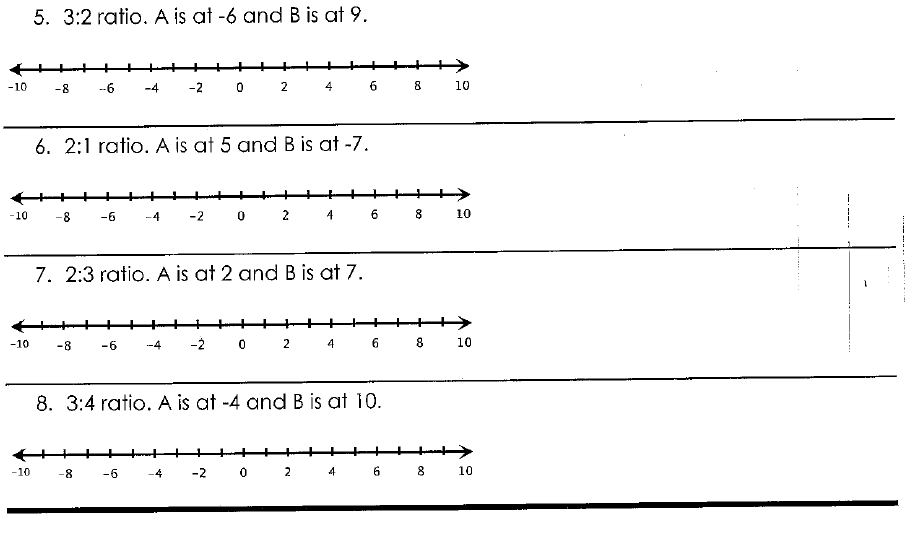 5. 3:2 ratio. A is at -6 and B is at 9.
-10 -8 -6 -4 -2 0 2 4 6 8 10
6. 2:1 ratio. A is at 5 and B is at -7.
-10 -8 -6 -4 -2 0 2 4 6 8 10
7. 2:3 ratio. A is at 2 and B is at 7.
-10 -8 -6 -4 -2 0 2 4 6 8 10
8. 3:4 ratio. A is at -4 and B is at 10.
-10 -8 -6 -4 -2 0 2 4 6 8 10